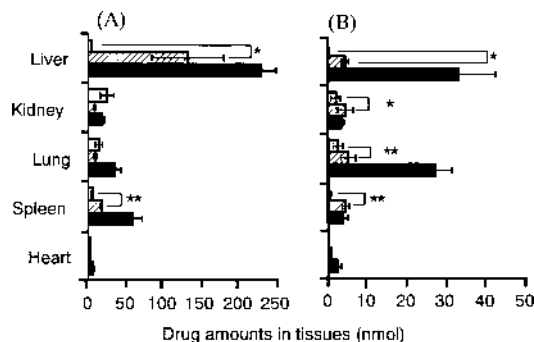 (A) (B)
Liver * *
Kidney *
Lung **
Spleen ** **
Heart
0 50 100 150 200 250 0 10 20 30 40 50
Drug amounts in tissues (nmol)